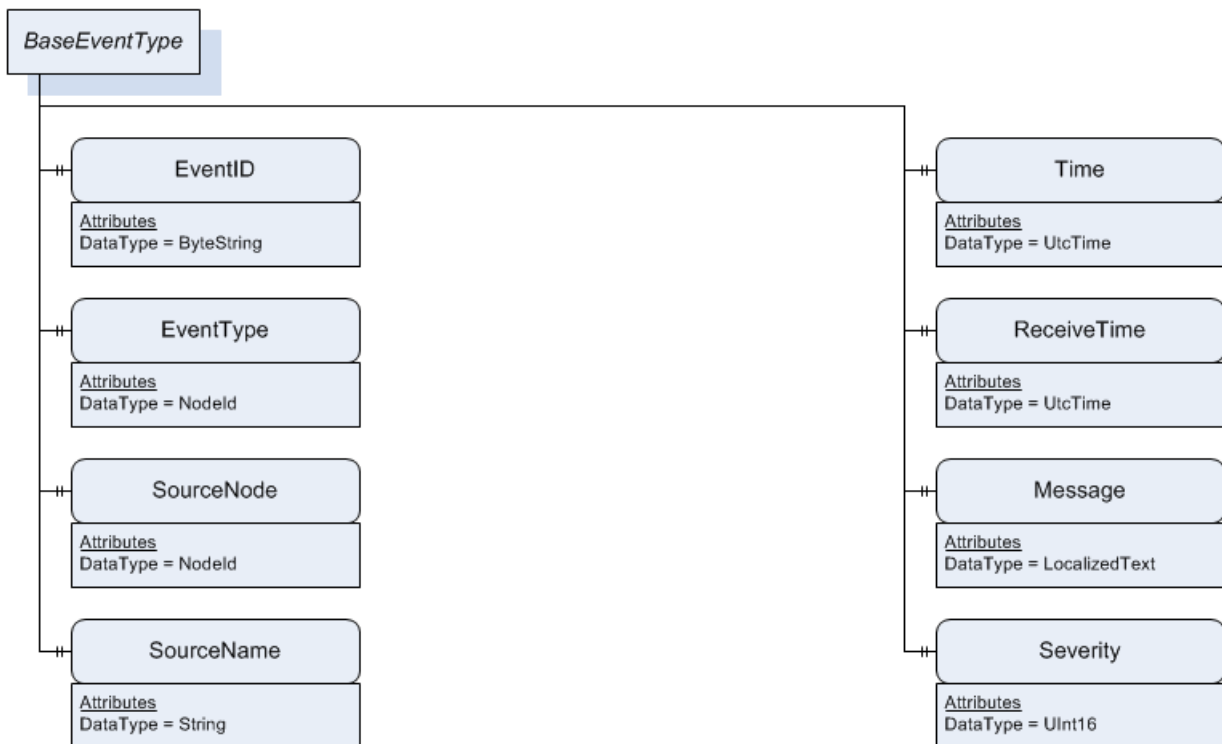 BaseEventType
EventID
Attributes
DataType = ByteString
EventType
Attributes
DataType = NodeId
SourceNode
Attributes
DataType = NodeId
SourceName
Attributes
DataType = String
Time
Attributes
DataType = UtcTime
ReceiveTime
Attributes
DataType = UtcTime
Message
Attributes
DataType = LocalizedText
Severity
Attributes
DataType = UInt16